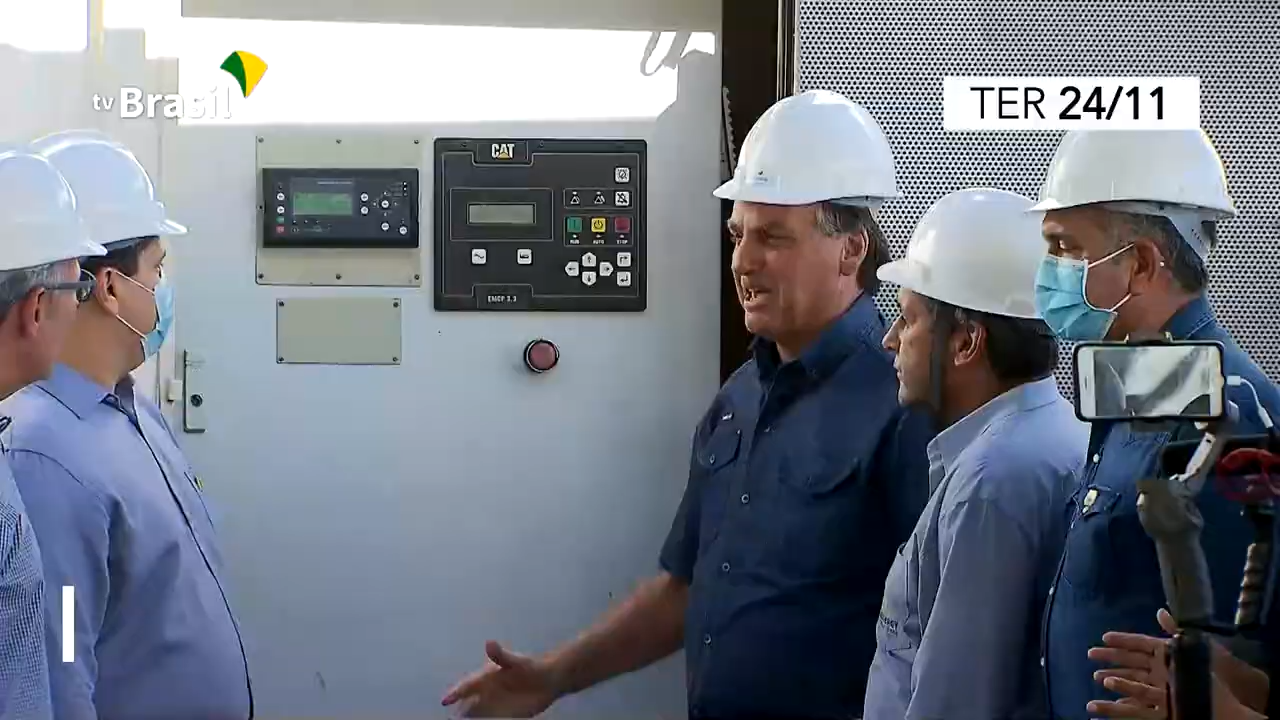 tv Brasil
TER 24/11
CAT
RUN AUTO STOP
EMCP 3.3